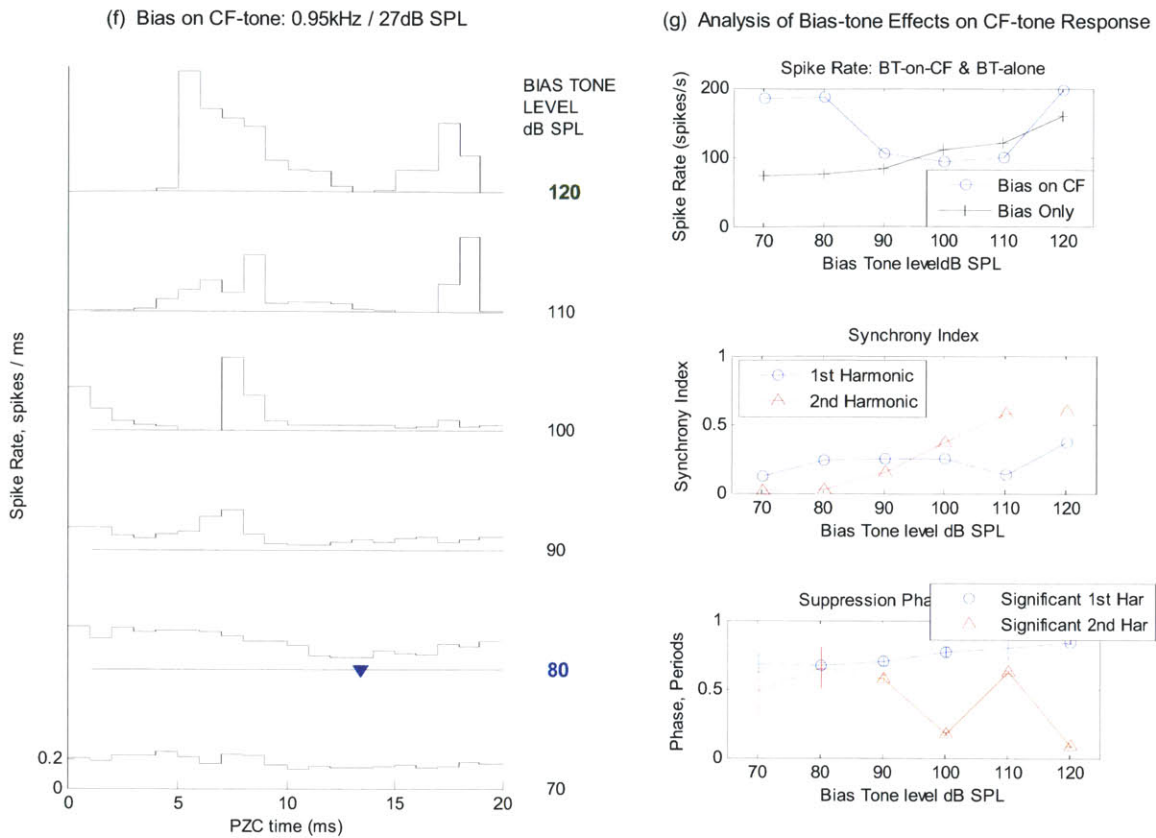 (f) Bias on CF-tone: 0.95kHz / 27dB SPL
BIAS TONE
LEVEL
dB SPL
120
110
100
90
80
70
Spike Rate, spikes / ms
0.2
0
0
5
10
15
20
PZC time (ms)
(g) Analysis of Bias-tone Effects on CF-tone Response
Spike Rate: BT-on-CF & BT-alone
Spike Rate (spikes/s)
200
100
0
Bias on CF
Bias Only
70 80 90 100 110 120
Bias Tone leveldB SPL
Synchrony Index
Synchrony Index
1
0.5
0
1st Harmonic
2nd Harmonic
70 80 90 100 110 120
Bias Tone level dB SPL
Suppression Pha
Significant 1st Har
Significant 2nd Har
Phase, Periods
1
0.5
0
70 80 90 100 110 120
Bias Tone level dB SPL